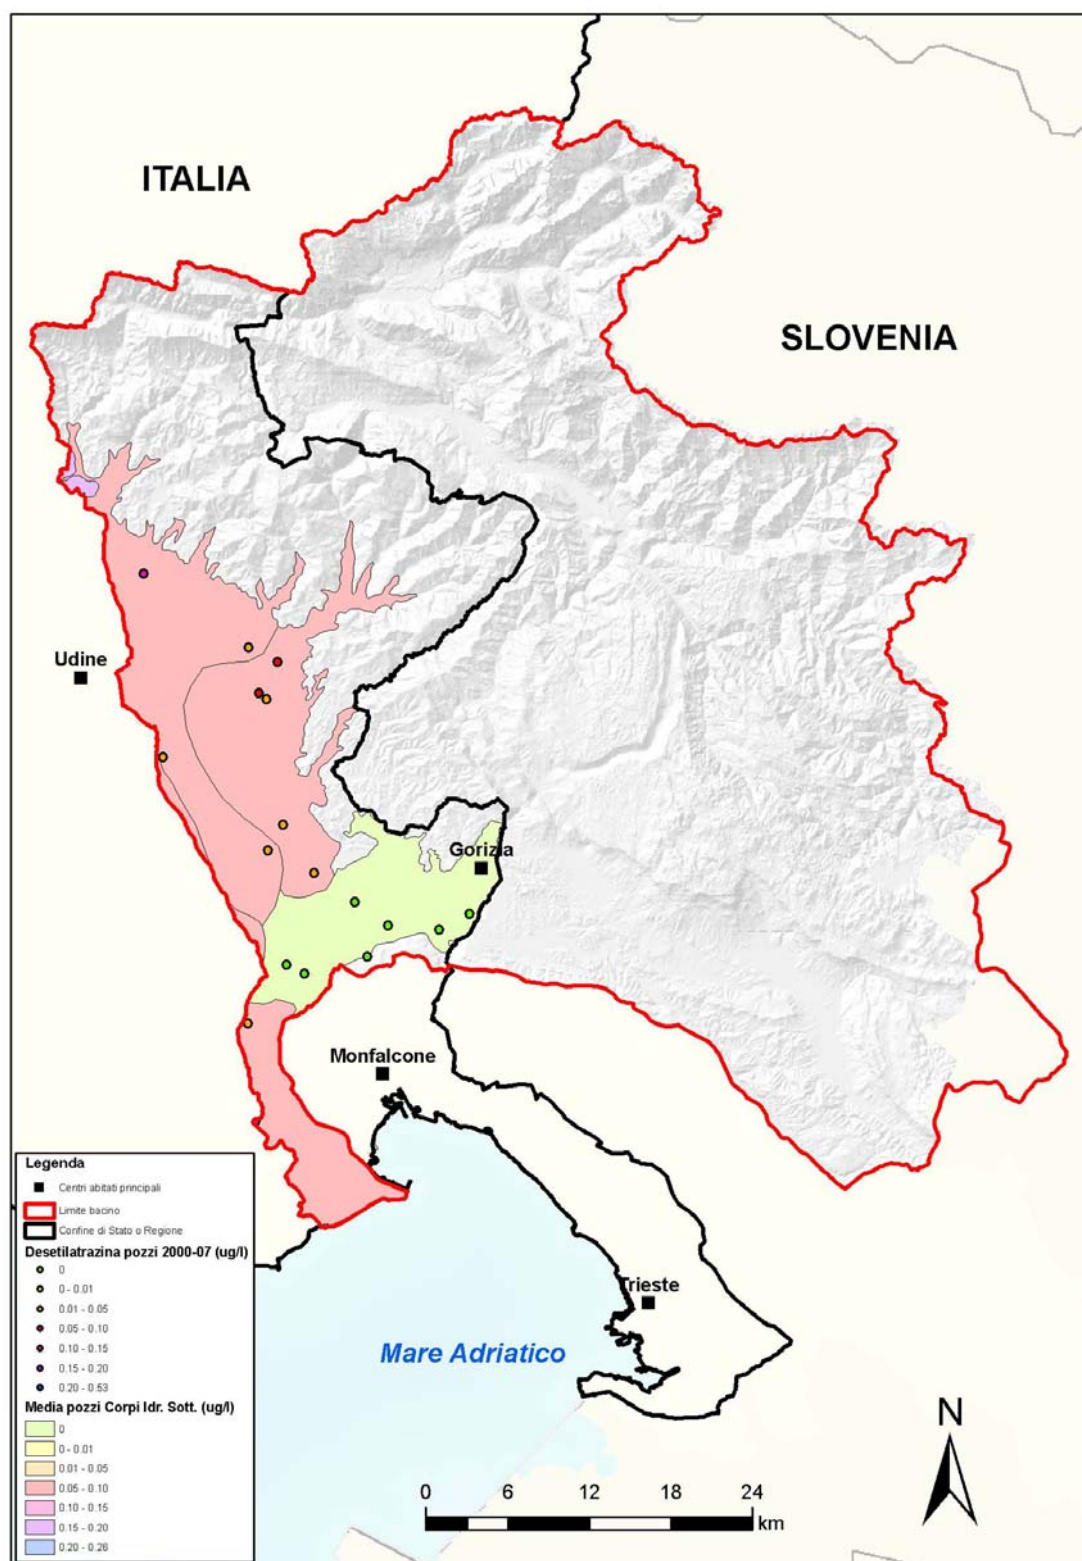 ITALIA
SLOVENIA
Udine
Gorizia
Monfalcone
Trieste
Mare Adriatico
Legenda
Centri abitati principali
Limite bacino
Confine di Stato o Regione
Desetilatrazina pozzi 2000-07 (ug/l)
0
0 - 0.01
0.01 - 0.05
0.05 - 0.10
0.10 - 0.15
0.15 - 0.20
0.20 - 0.53
Media pozzi Corpi Idr. Sott. (ug/l)
0
0 - 0.01
0.01 - 0.05
0.05 - 0.10
0.10 - 0.15
0.15 - 0.20
0.20 - 0.26
N
0 6 12 18 24
km